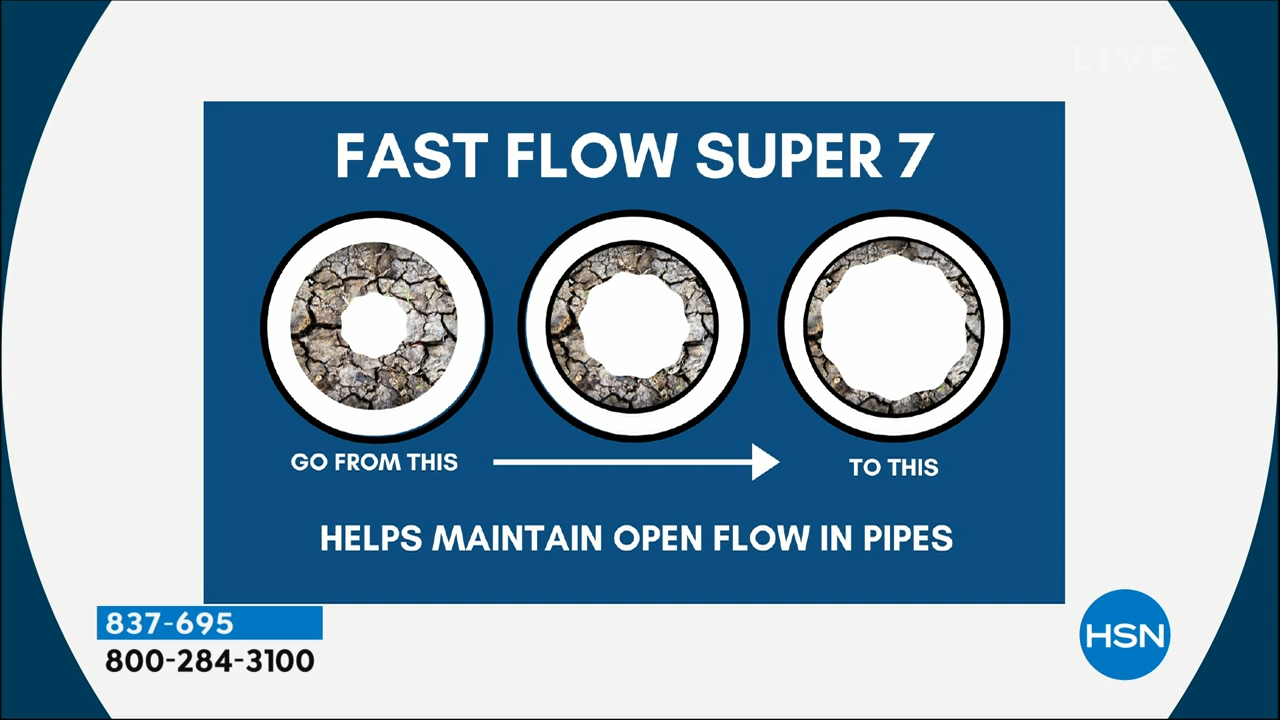 LIVE
FAST FLOW SUPER 7
GO FROM THIS
TO THIS
HELPS MAINTAIN OPEN FLOW IN PIPES
837-695
800-284-3100
HSN